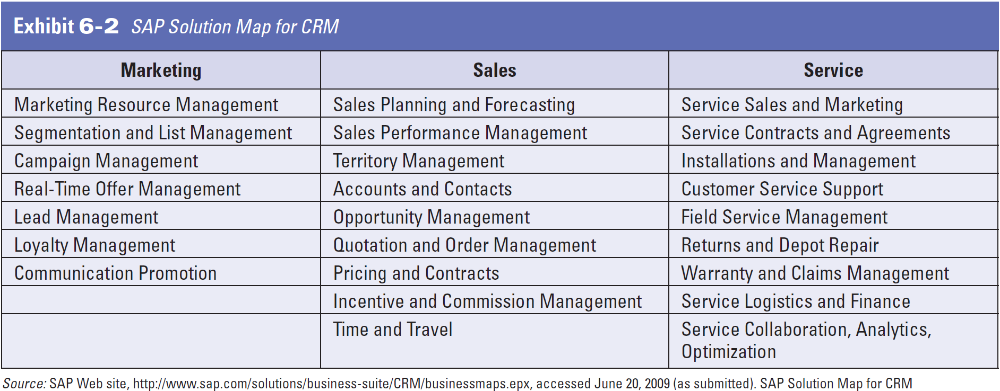 Exhibit 6-2 SAP Solution Map for CRM
Marketing Sales Service
Marketing Resource Management Sales Planning and Forecasting Service Sales and Marketing
Segmentation and List Management Sales Performance Management Service Contracts and Agreements
Campaign Management Territory Management Installations and Management
Real-Time Offer Management Accounts and Contacts Customer Service Support
Lead Management Opportunity Management Field Service Management
Loyalty Management Quotation and Order Management Returns and Depot Repair
Communication Promotion Pricing and Contracts Warranty and Claims Management
Incentive and Commission Management Service Logistics and Finance
Time and Travel Service Collaboration, Analytics,
Optimization
Source: SAP Web site, http://www.sap.com/solutions/business-suite/CRM/businessmaps.epx, accessed June 20, 2009 (as submitted). SAP Solution Map for CRM